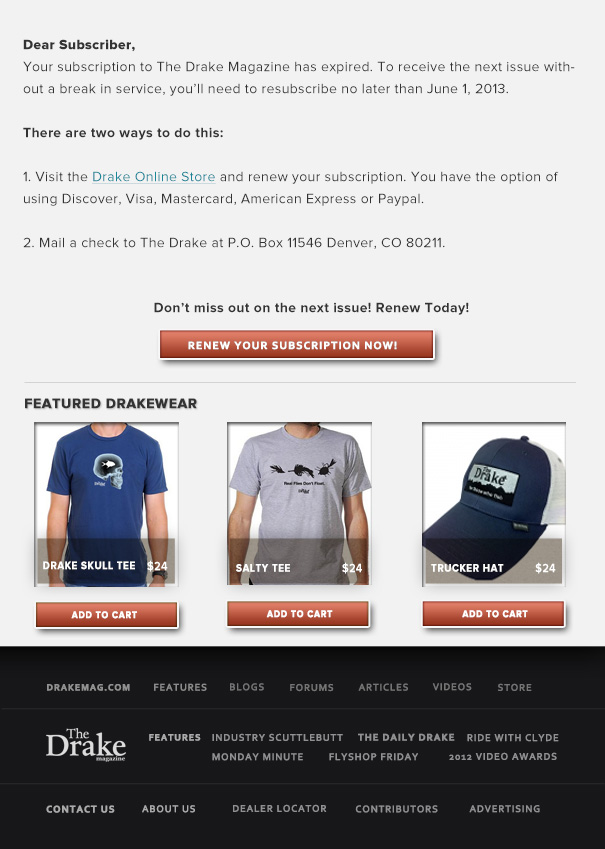 Dear Subscriber,
Your subscription to The Drake Magazine has expired. To receive the next issue with-
out a break in service, you'll need to resubscribe no later than June 1, 2013.
There are two ways to do this:
1. Visit the Drake Online Store and renew your subscription. You have the option of
using Discover, Visa, Mastercard, American Express or Paypal.
2. Mail a check to The Drake at P.O. Box 11546 Denver, CO 80211.
Don't miss out on the next issue! Renew Today!
RENEW YOUR SUBSCRIPTION NOW!
FEATURED DRAKEWEAR
Real Flies Don't Float.
The
Drake
DRAKE SKULL TEE $24
SALTY TEE $24
TRUCKER HAT $24
ADD TO CART
ADD TO CART
ADD TO CART
DRAKEMAG.COM FEATURES BLOGS FORUMS ARTICLES VIDEOS STORE
The
Drake
magazine
FEATURES INDUSTRY SCUTTLEBUTT THE DAILY DRAKE RIDE WITH CLYDE
MONDAY MINUTE FLYSHOP FRIDAY 2012 VIDEO AWARDS
CONTACT US ABOUT US DEALER LOCATOR CONTRIBUTORS ADVERTISING